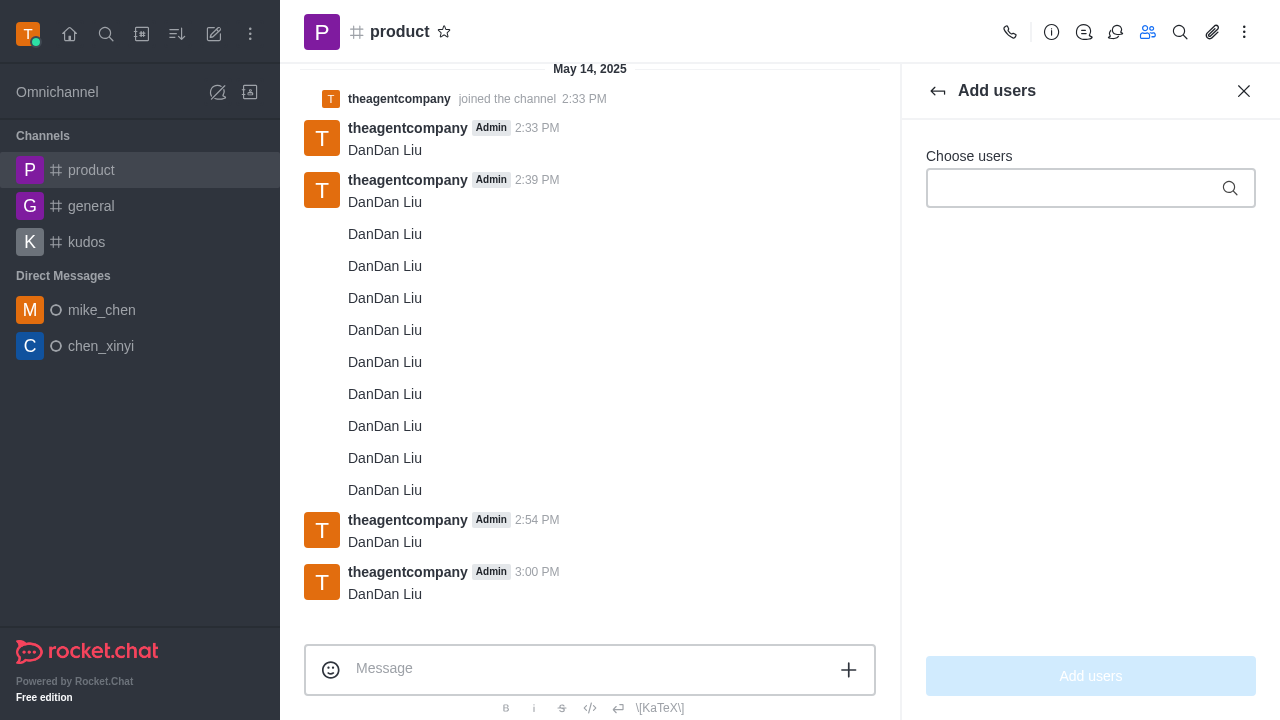 T
P
product
Omnichannel
Channels
P product
G general
K kudos
Direct Messages
M mike_chen
C chen_xinyi
rocket.chat
Powered by Rocket.Chat
Free edition
May 14, 2025
T theagentcompany joined the channel 2:33 PM
T theagentcompany Admin 2:33 PM
DanDan Liu
T theagentcompany Admin 2:39 PM
DanDan Liu
DanDan Liu
DanDan Liu
DanDan Liu
DanDan Liu
DanDan Liu
DanDan Liu
DanDan Liu
DanDan Liu
DanDan Liu
T theagentcompany Admin 2:54 PM
DanDan Liu
T theagentcompany Admin 3:00 PM
DanDan Liu
Message
B i S \[KaTeX\]
Add users
Choose users
Add users